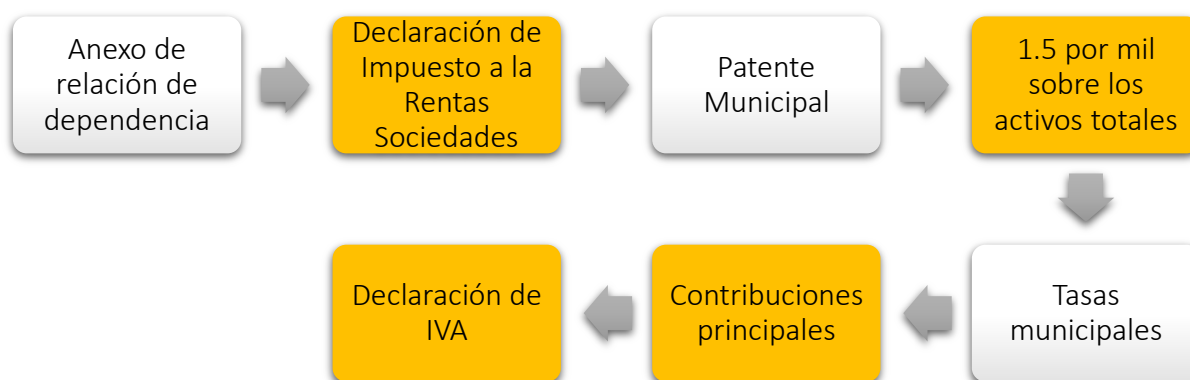 Anexo de
relación de
dependencia
Declaración de
Impuesto a la
Rentas
Sociedades
Patente
Municipal
1.5 por mil
sobre los
activos totales
Tasas
municipales
Contribuciones
principales
Declaración de
IVA